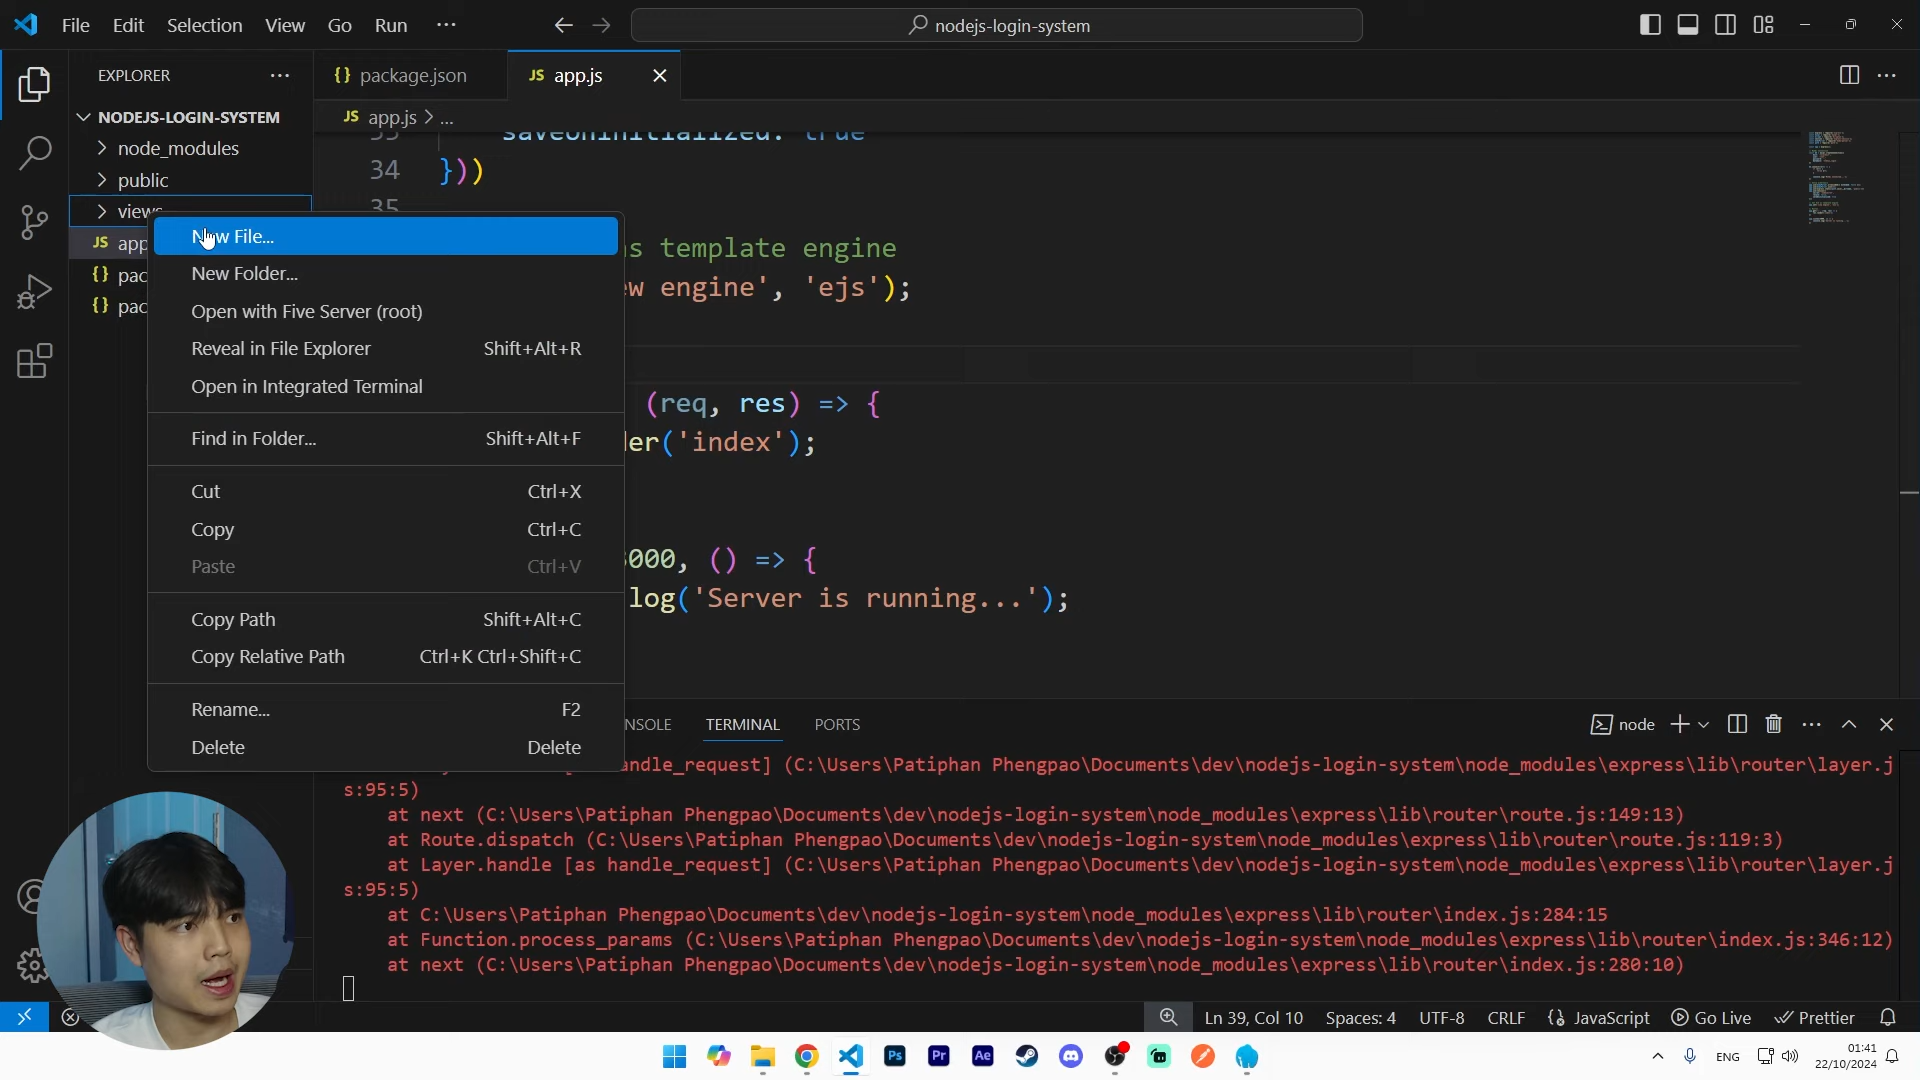 File Edit Selection View Go Run ···
nodejs-login-system
EXPLORER
{} package.json
JS app.js
NODEJS-LOGIN-SYSTEM
JS app.js > ...
node_modules
public
views
JS app
{} pac
{} pac
saveUninitialized: true
34 }))
35
s template engine
ew engine', 'ejs');
(req, res) => {
der('index');
3000, () => {
log('Server is running...');
New File...
New Folder...
Open with Five Server (root)
Reveal in File Explorer Shift+Alt+R
Open in Integrated Terminal
Find in Folder... Shift+Alt+F
Cut Ctrl+X
Copy Ctrl+C
Paste Ctrl+V
Copy Path Shift+Alt+C
Copy Relative Path Ctrl+K Ctrl+Shift+C
Rename... F2
Delete Delete
NSOLE TERMINAL PORTS
node
andle_request] (C:\Users\Patiphan Phengpao\Documents\dev\nodejs-login-system\node_modules\express\lib\router\layer.j
s:95:5)
at next (C:\Users\Patiphan Phengpao\Documents\dev\nodejs-login-system\node_modules\express\lib\router\route.js:149:13)
at Route.dispatch (C:\Users\Patiphan Phengpao\Documents\dev\nodejs-login-system\node_modules\express\lib\router\route.js:119:3)
at Layer.handle [as handle_request] (C:\Users\Patiphan Phengpao\Documents\dev\nodejs-login-system\node_modules\express\lib\router\layer.j
s:95:5)
at C:\Users\Patiphan Phengpao\Documents\dev\nodejs-login-system\node_modules\express\lib\router\index.js:284:15
at Function.process_params (C:\Users\Patiphan Phengpao\Documents\dev\nodejs-login-system\node_modules\express\lib\router\index.js:346:12)
at next (C:\Users\Patiphan Phengpao\Documents\dev\nodejs-login-system\node_modules\express\lib\router\index.js:280:10)
Ln 39, Col 10 Spaces: 4 UTF-8 CRLF {} JavaScript Go Live Prettier
Ps Pr Ae
ENG
01:41
22/10/2024